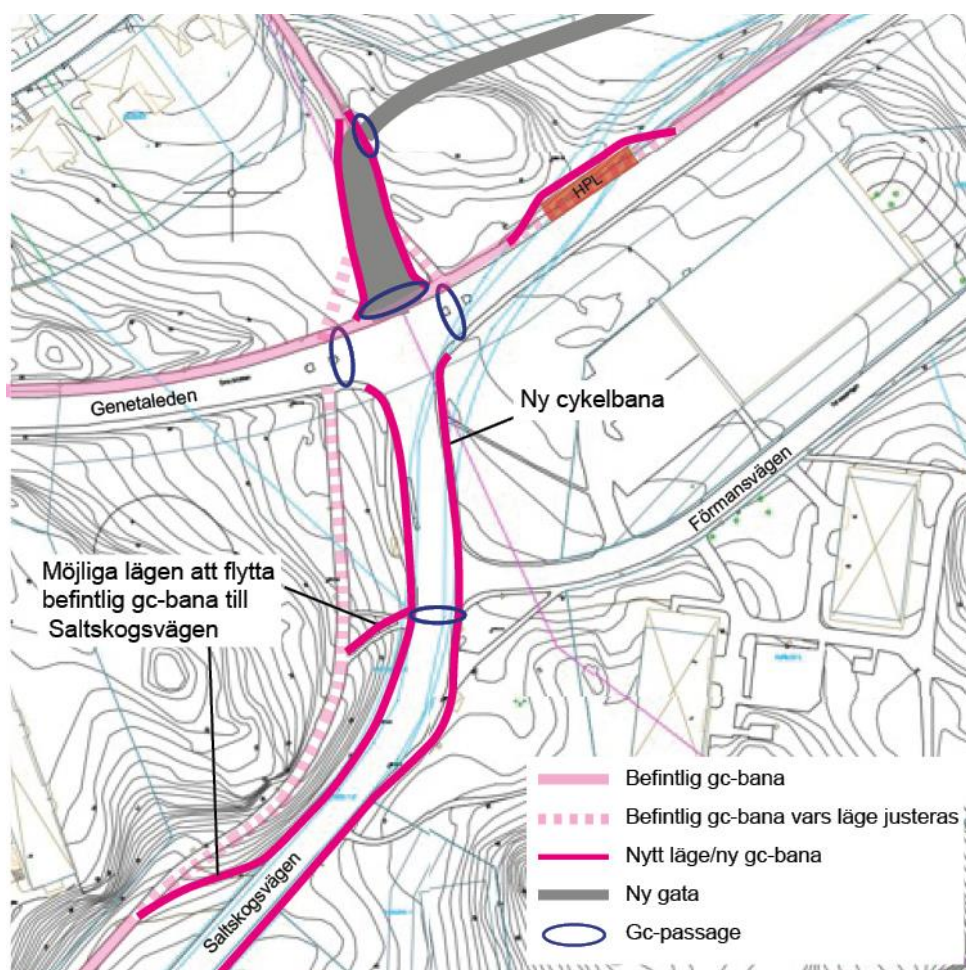 HPL
Genetaleden
Ny cykelbana
Förmansvägen
Möjliga lägen att flytta
befintlig gc-bana till
Saltskogsvägen
Saltskogsvägen
Befintlig gc-bana
Befintlig gc-bana vars läge justeras
Nytt läge/ny gc-bana
Ny gata
Gc-passage